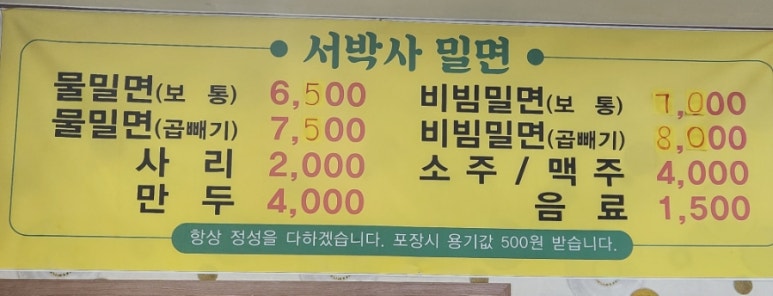 서박사 밀면
물밀면(보 통) 6,500
물밀면(곱빼기) 7,500
사 리 2,000
만 두 4,000
비빔밀면(보 통) 7,000
비빔밀면(곱빼기) 8,000
소주/맥주 4,000
음 료 1,500
항상 정성을 다하겠습니다. 포장시 용기값 500원 받습니다.